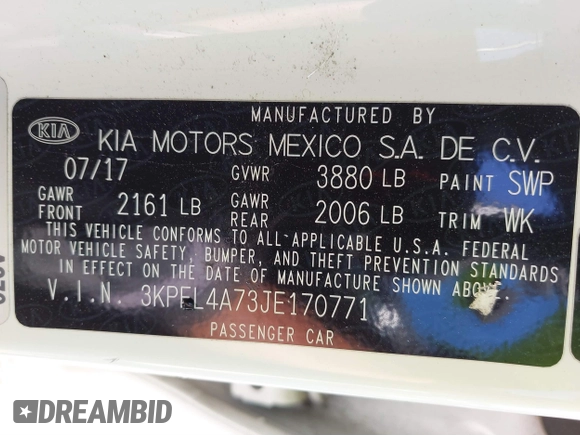 MANUFACTURED BY
KIA KIA MOTORS MEXICO S.A. DE C.V.
07/17 GVWR 3880 LB PAINT SWP
GAWR FRONT 2161 LB GAWR REAR 2006 LB TRIM WK
THIS VEHICLE CONFORMS TO ALL APPLICABLE U.S.A. FEDERAL
MOTOR VEHICLE SAFETY, BUMPER, AND THEFT PREVENTION STANDARDS
IN EFFECT ON THE DATE OF MANUFACTURE SHOWN ABOVE.
V.I.N. 3KPFL4A73JE170771
PASSENGER CAR
DREAMBID